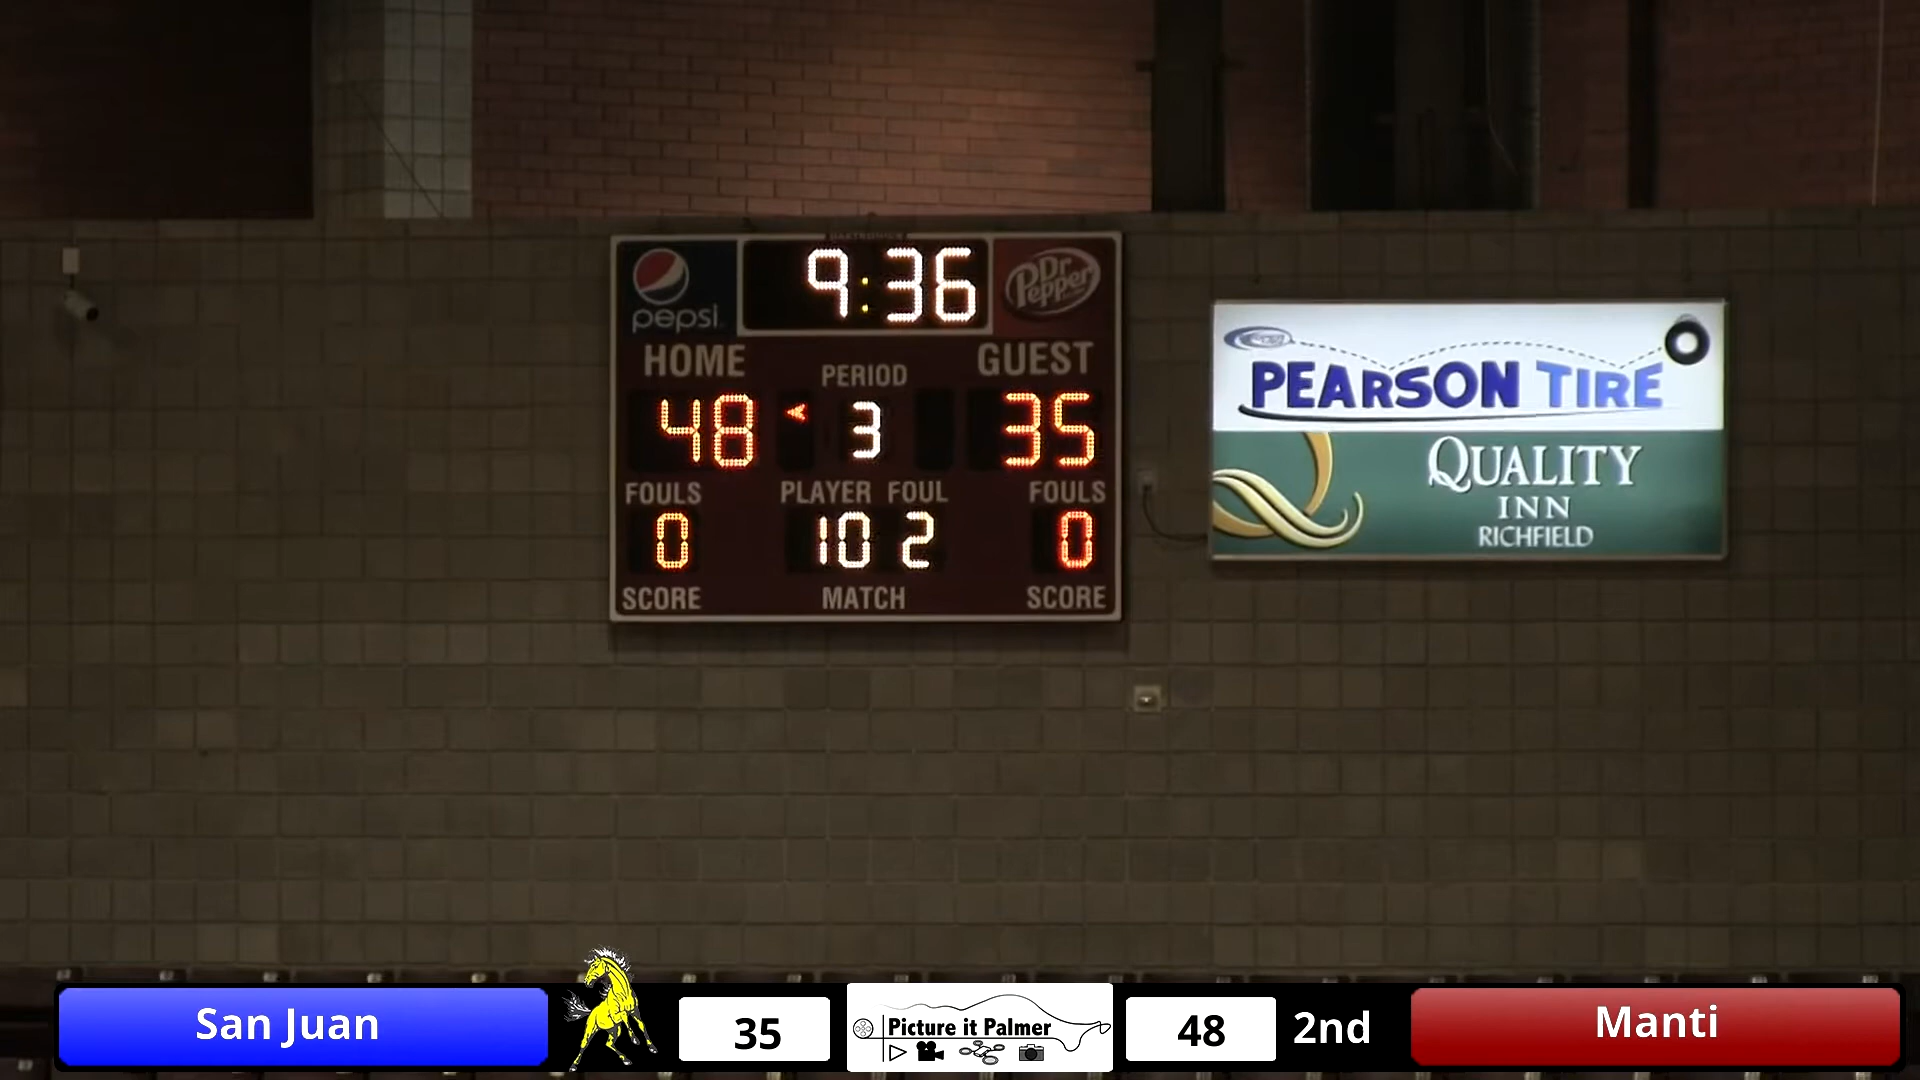 9:36
pepsi
Dr Pepper
HOME
GUEST
PERIOD
48
3
35
FOULS
PLAYER FOUL
FOULS
0
10 2
0
SCORE
MATCH
SCORE
PEARSON TIRE
QUALITY
INN
RICHFIELD
San Juan
35
Picture it Palmer
48
2nd
Manti